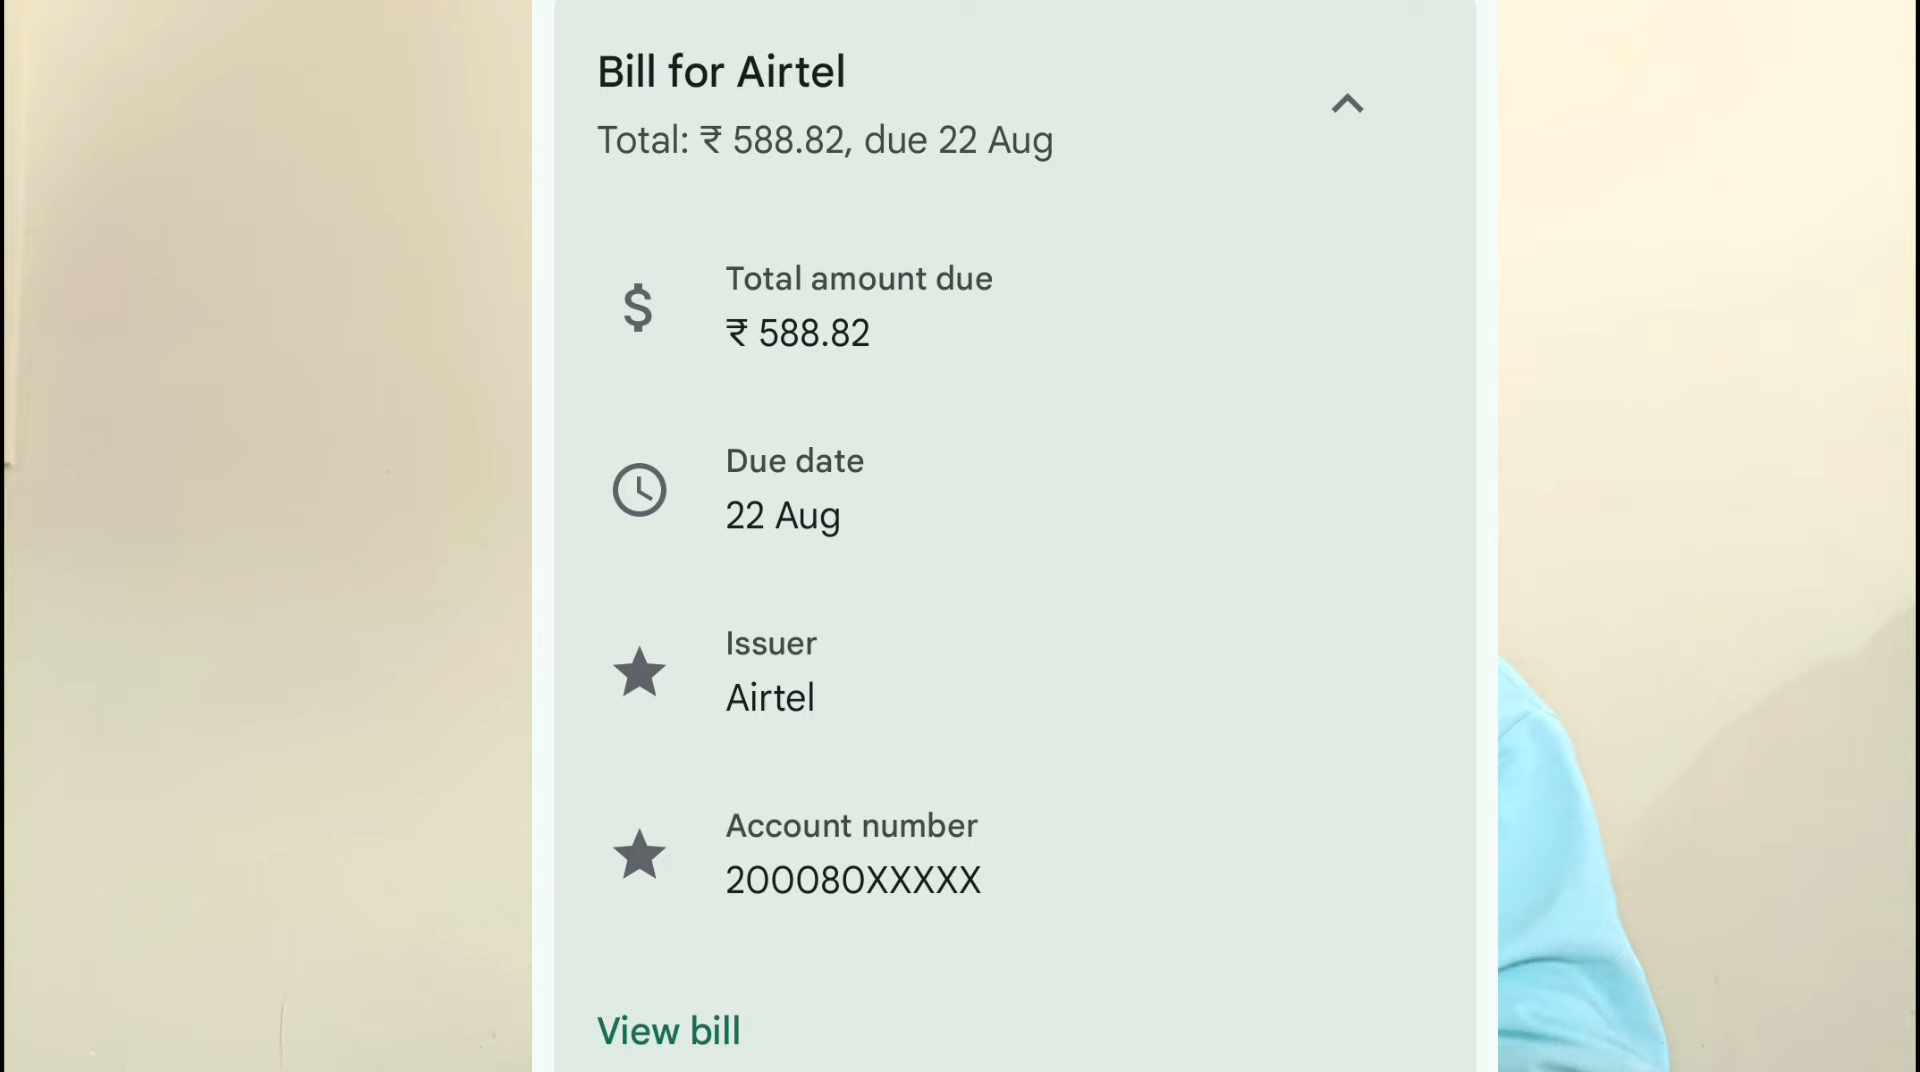 Bill for Airtel
Total: ₹ 588.82, due 22 Aug
Total amount due
₹ 588.82
Due date
22 Aug
Issuer
Airtel
Account number
200080XXXXX
View bill